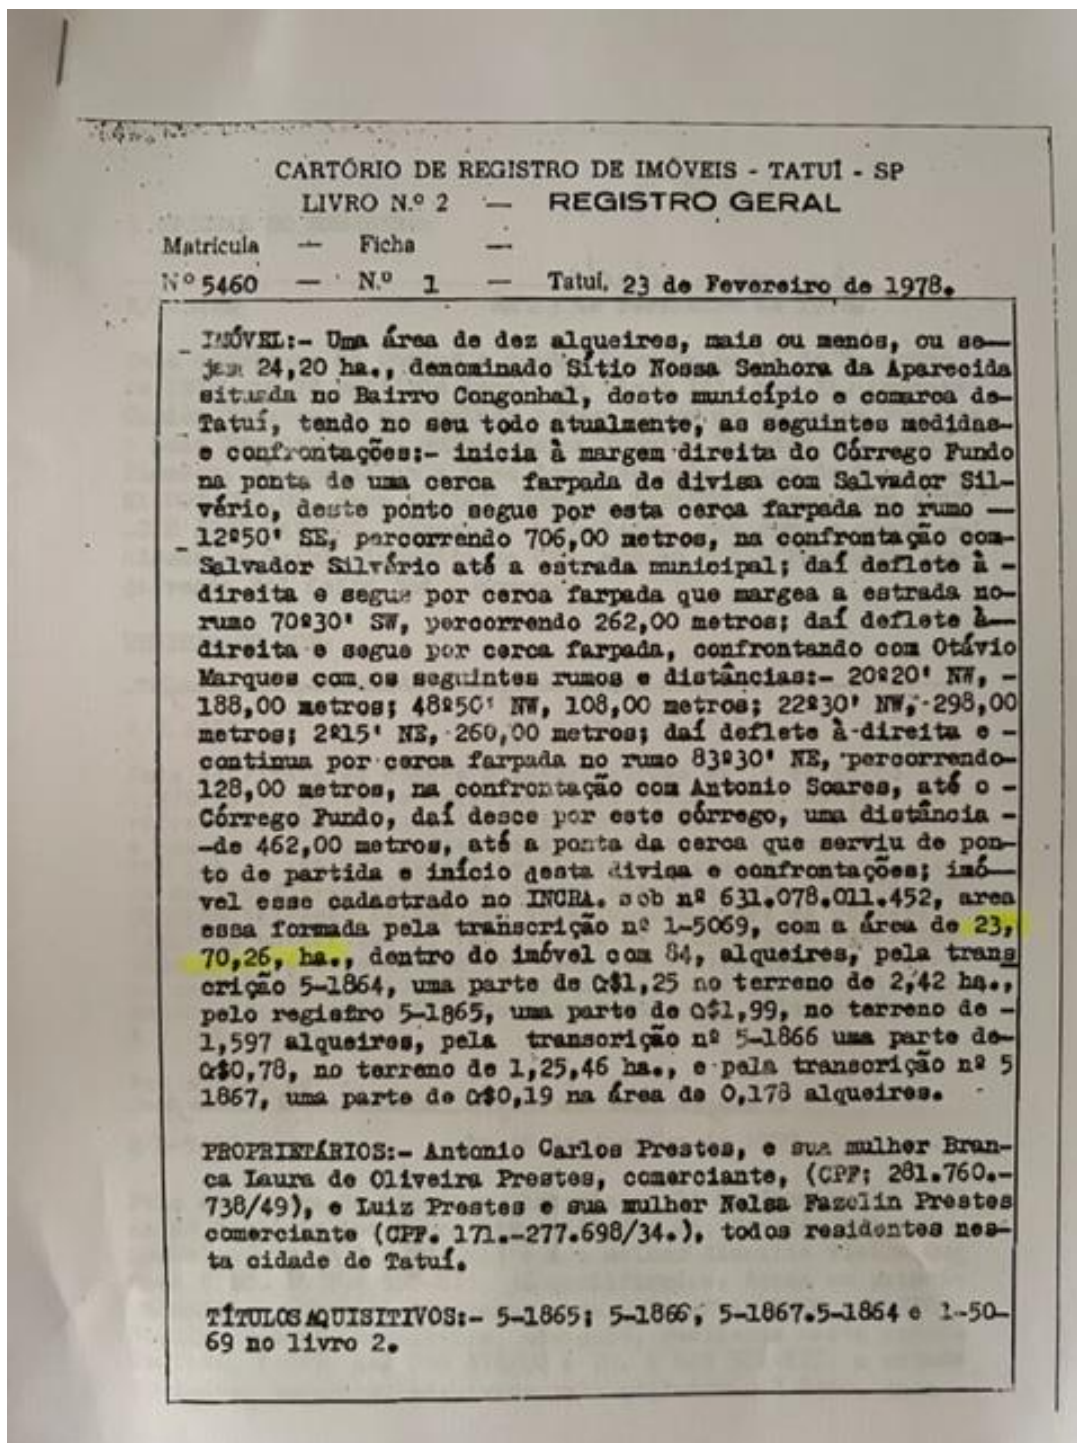 CARTÓRIO DE REGISTRO DE IMÓVEIS - TATUÍ - SP
LIVRO N.º 2 — REGISTRO GERAL
Matrícula — Ficha —
Nº 5460 — N.º 1 — Tatuí, 23 de Fevereiro de 1978.
IMÓVEL:- Uma área de dez alqueires, mais ou menos, ou se—
jam 24,20 ha., denominado Sítio Nossa Senhora da Aparecida
situada no Bairro Congonhal, deste município e comarca de-
Tatuí, tendo no seu todo atualmente, as seguintes medidas-
e confrontações:- inicia à margem direita do Córrego Fundo
na ponta de uma cerca farpada de divisa com Salvador Sil-
vério, deste ponto segue por esta cerca farpada no rumo —
12º50' SE, percorrendo 706,00 metros, na confrontação com-
Salvador Silvério até a estrada municipal; daí deflete à -
direita e segue por cerca farpada que margea a estrada no-
rumo 70º30' SW, percorrendo 262,00 metros; daí deflete à—
direita e segue por cerca farpada, confrontando com Otávio
Marques com os seguintes rumos e distâncias:- 20º20' NW, -
188,00 metros; 48º50' NW, 108,00 metros; 22º30' NW, 298,00
metros; 2º15' NE, 260,00 metros; daí deflete à direita e -
continua por cerca farpada no rumo 83º30' NE, percorrendo-
128,00 metros, na confrontação com Antonio Soares, até o -
Córrego Fundo, daí desce por este córrego, uma distância -
-de 462,00 metros, até a ponta da cerca que serviu de pon-
to de partida e início desta divisa e confrontações; imó—
vel esse cadastrado no INCRA. sob nº 631.078.011.452, area
essa formada pela transcrição nº 1-5069, com a área de 23,
70,26, ha., dentro do imóvel com 84, alqueires, pela trans
crição 5-1864, uma parte de Cr$1,25 no terreno de 2,42 ha.,
pelo registro 5-1865, uma parte de Cr$1,99, no terreno de -
1,597 alqueires, pela transcrição nº 5-1866 uma parte de-
Cr$0,78, no terreno de 1,25,46 ha., e pela transcrição nº 5
1867, uma parte de Cr$0,19 na área de 0,178 alqueires.
PROPRIETÁRIOS:- Antonio Carlos Prestes, e sua mulher Bran-
ca Laura de Oliveira Prestes, comerciante, (CPF: 281.760.-
738/49), e Luiz Prestes e sua mulher Nelsa Fazolin Prestes
comerciante (CPF. 171.-277.698/34.), todos residentes nes-
ta cidade de Tatuí.
TÍTULOS AQUISITIVOS:- 5-1865; 5-1866, 5-1867.5-1864 e 1-50-
69 no livro 2.